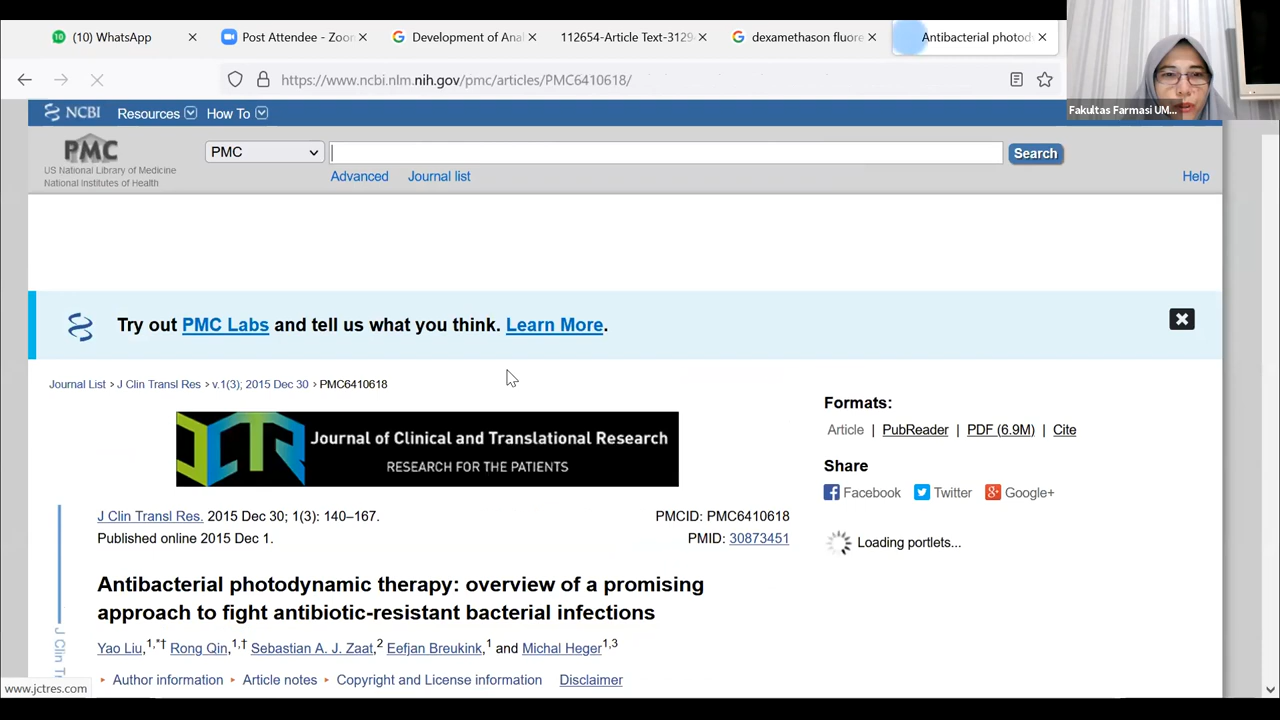 (10) WhatsApp
Post Attendee - Zoom
Development of Anal
112654-Article Text-3129
dexamethason fluore
Antibacterial photod
https://www.ncbi.nlm.nih.gov/pmc/articles/PMC6410618/
Fakultas Farmasi UM...
NCBI Resources How To
PMC
US National Library of Medicine
National Institutes of Health
PMC
Search
Advanced Journal list
Help
Try out PMC Labs and tell us what you think. Learn More.
Journal List > J Clin Transl Res > v.1(3); 2015 Dec 30 > PMC6410618
JCTR
Journal of Clinical and Translational Research
RESEARCH FOR THE PATIENTS
Formats:
Article | PubReader | PDF (6.9M) | Cite
Share
Facebook Twitter Google+
Loading portlets...
J Clin Transl Res. 2015 Dec 30; 1(3): 140–167.
Published online 2015 Dec 1.
PMCID: PMC6410618
PMID: 30873451
Antibacterial photodynamic therapy: overview of a promising
approach to fight antibiotic-resistant bacterial infections
Yao Liu,1,*† Rong Qin,1,† Sebastian A. J. Zaat,2 Eefjan Breukink,1 and Michal Heger1,3
Author information Article notes Copyright and License information Disclaimer
J Clin T
www.jctres.com